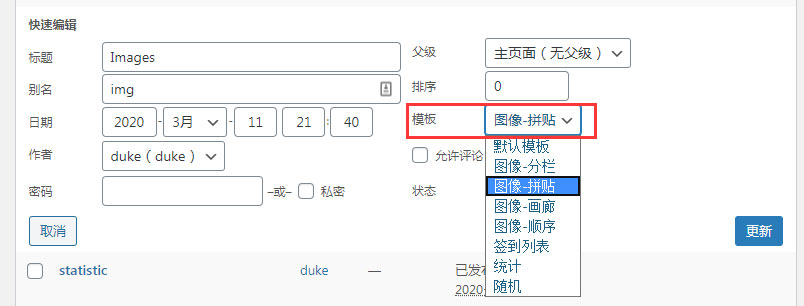 快速编辑
标题 Images 父级 主页面（无父级）
别名 img 排序 0
日期 2020-3月-11 21:40 模板 图像-拼贴
默认模板
作者 duke（duke） 允许评论 图像-分栏
图像-拼贴
密码 –或– 私密 状态 图像-画廊
图像-顺序
取消 签到列表 更新
statistic duke — 已发布 统计
2020- 随机